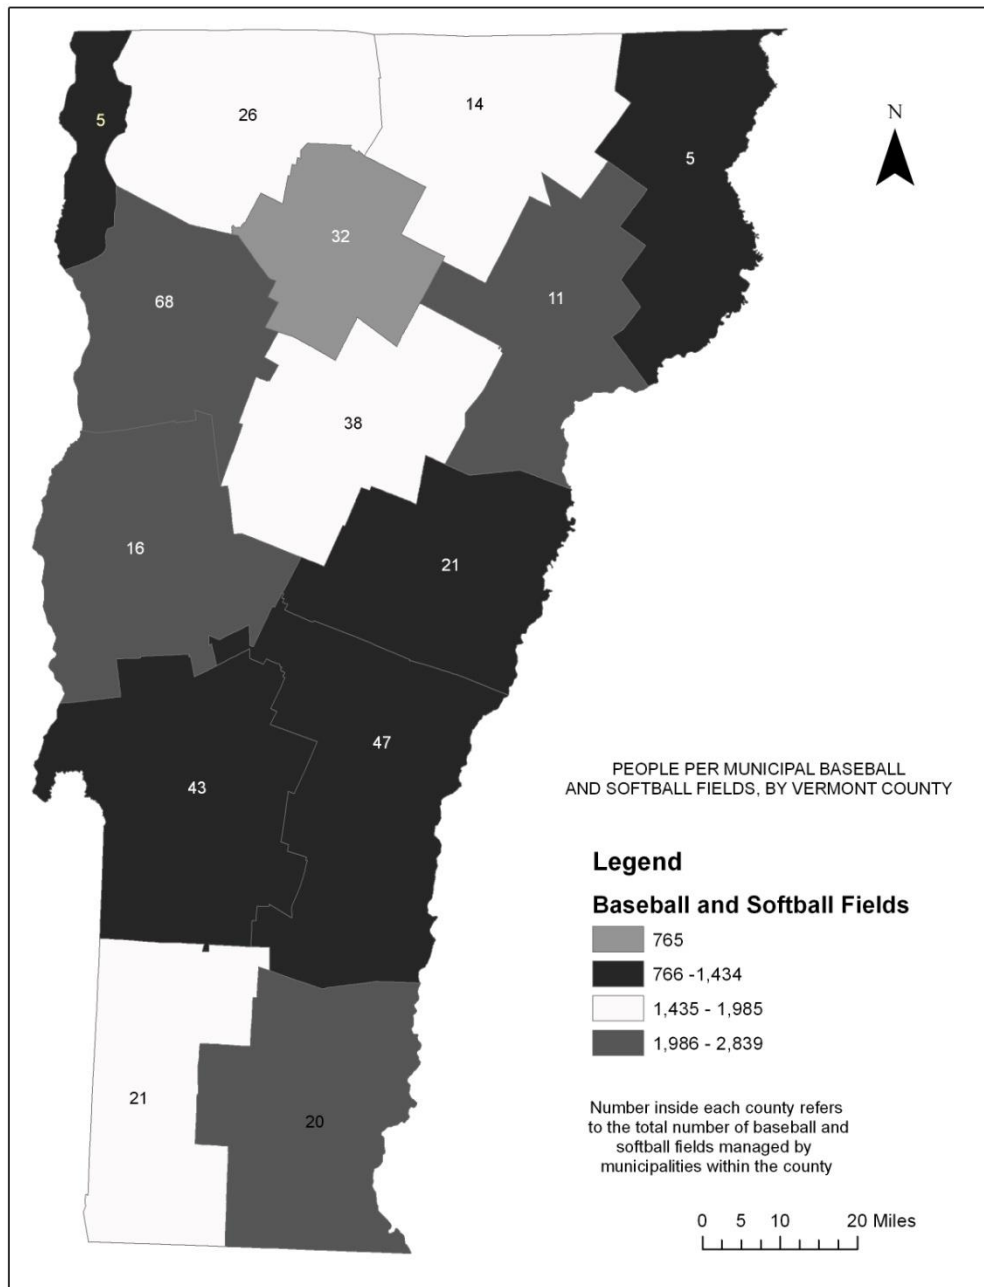 5
26
14
5
N
32
68
11
38
16
21
47
43
21
20
PEOPLE PER MUNICIPAL BASEBALL
AND SOFTBALL FIELDS, BY VERMONT COUNTY
Legend
Baseball and Softball Fields
765
766 -1,434
1,435 - 1,985
1,986 - 2,839
Number inside each county refers
to the total number of baseball and
softball fields managed by
municipalities within the county
0 5 10 20 Miles